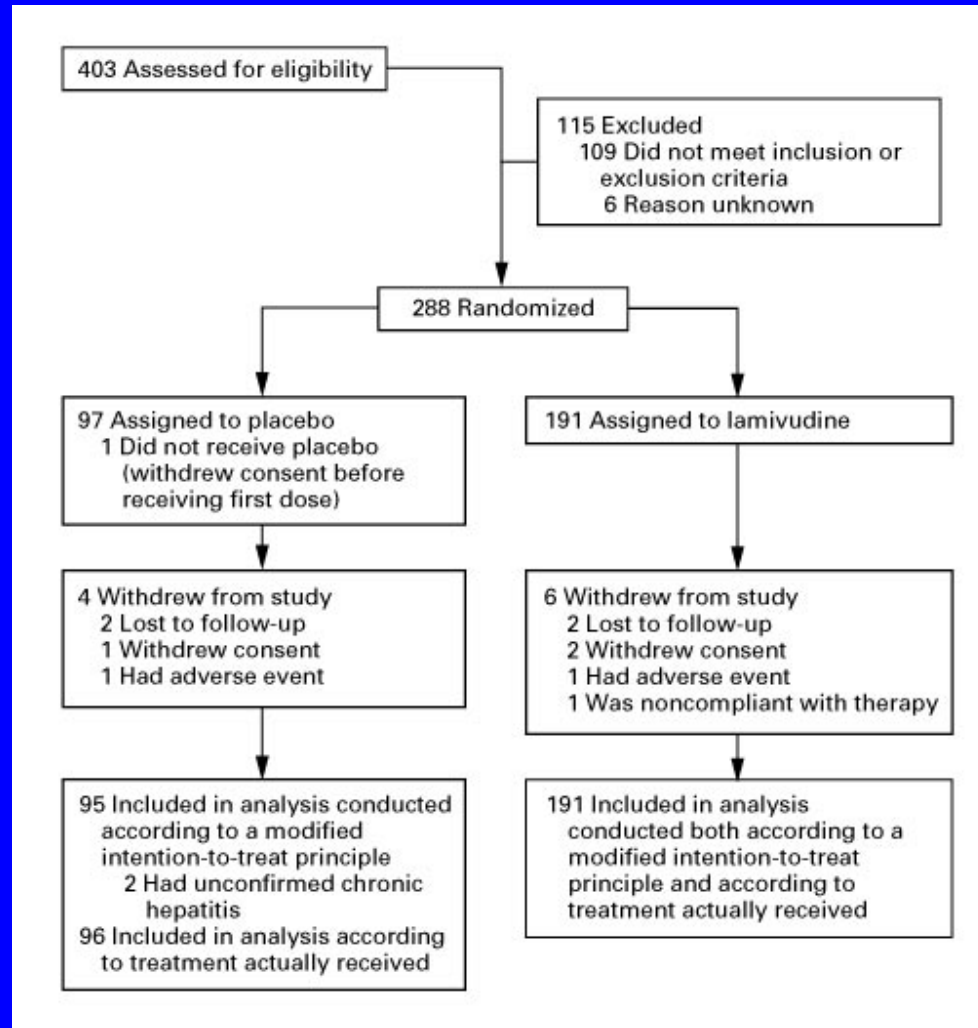 403 Assessed for eligibility
115 Excluded
109 Did not meet inclusion or
exclusion criteria
6 Reason unknown
288 Randomized
97 Assigned to placebo
1 Did not receive placebo
(withdrew consent before
receiving first dose)
191 Assigned to lamivudine
4 Withdrew from study
2 Lost to follow-up
1 Withdrew consent
1 Had adverse event
6 Withdrew from study
2 Lost to follow-up
2 Withdrew consent
1 Had adverse event
1 Was noncompliant with therapy
95 Included in analysis conducted
according to a modified
intention-to-treat principle
2 Had unconfirmed chronic
hepatitis
96 Included in analysis according
to treatment actually received
191 Included in analysis
conducted both according to a
modified intention-to-treat
principle and according to
treatment actually received